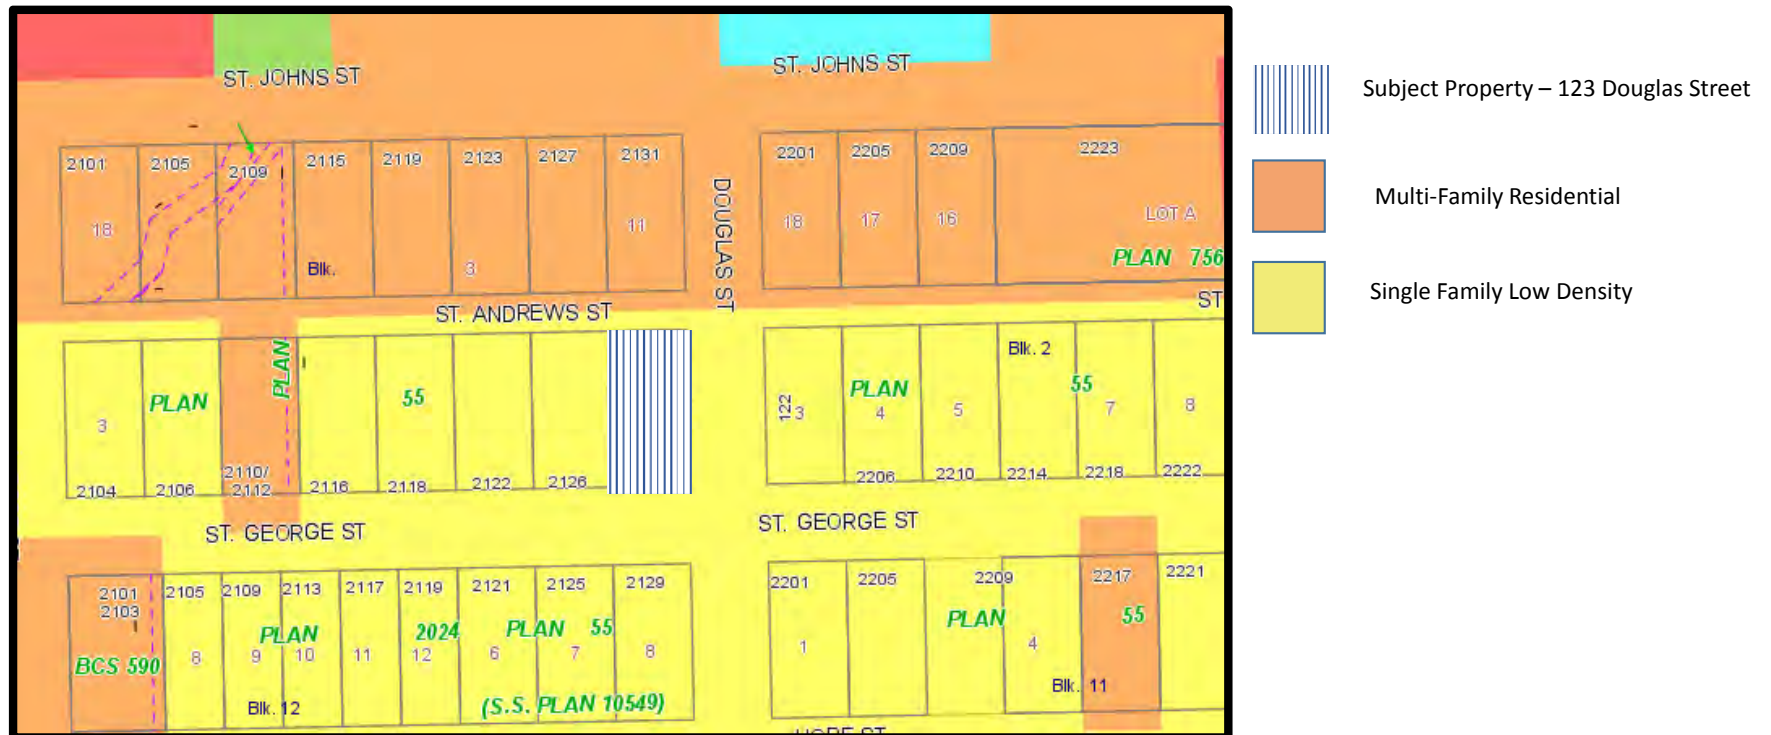 ST. JOHNS ST
ST. JOHNS ST
2101
2105
2109
2115
2119
2123
2127
2131
18
Blk.
3
11
DOUGLAS ST
2201
2205
2209
2223
18
17
16
LOT A
PLAN 756
ST. ANDREWS ST
ST
3
PLAN
PLAN
55
2104
2106
2110/
2112
2116
2118
2122
2126
Blk. 2
122
3
PLAN
4
5
55
7
8
2206
2210
2214
2218
2222
ST. GEORGE ST
ST. GEORGE ST
2101
2103
2105
2109
2113
2117
2119
2121
2125
2129
PLAN
2024
PLAN 55
BCS 590
8
9
10
11
12
6
7
8
Blk. 12
(S.S. PLAN 10549)
2201
2205
2209
2217
2221
PLAN
55
1
4
Blk. 11
Subject Property – 123 Douglas Street
Multi-Family Residential
Single Family Low Density